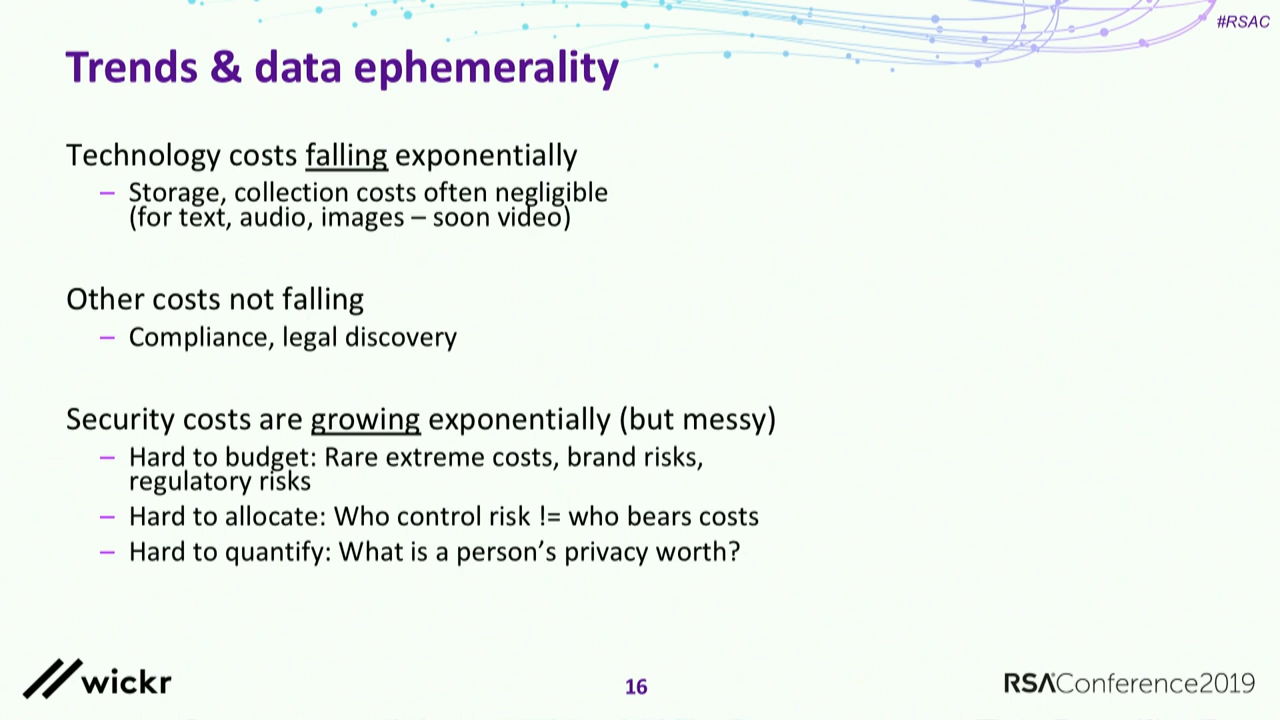 #RSAC
Trends & data ephemerality
Technology costs falling exponentially
– Storage, collection costs often negligible
(for text, audio, images – soon video)
Other costs not falling
– Compliance, legal discovery
Security costs are growing exponentially (but messy)
– Hard to budget: Rare extreme costs, brand risks,
regulatory risks
– Hard to allocate: Who control risk != who bears costs
– Hard to quantify: What is a person’s privacy worth?
wickr
16
RSAConference2019